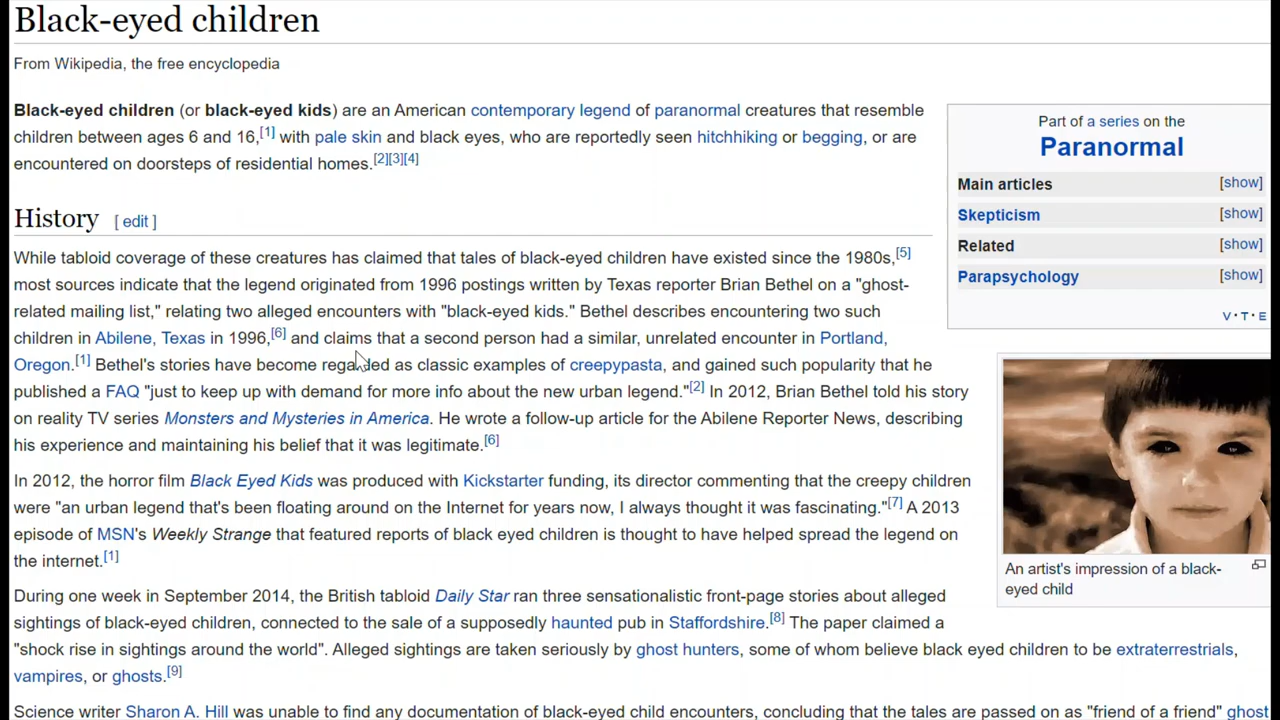 Black-eyed children
From Wikipedia, the free encyclopedia
Black-eyed children (or black-eyed kids) are an American contemporary legend of paranormal creatures that resemble
children between ages 6 and 16,[1] with pale skin and black eyes, who are reportedly seen hitchhiking or begging, or are
encountered on doorsteps of residential homes.[2][3][4]
Part of a series on the
Paranormal
Main articles [show]
Skepticism [show]
Related [show]
Parapsychology [show]
V·T·E
History [ edit ]
While tabloid coverage of these creatures has claimed that tales of black-eyed children have existed since the 1980s,[5]
most sources indicate that the legend originated from 1996 postings written by Texas reporter Brian Bethel on a "ghost-
related mailing list," relating two alleged encounters with "black-eyed kids." Bethel describes encountering two such
children in Abilene, Texas in 1996,[6] and claims that a second person had a similar, unrelated encounter in Portland,
Oregon.[1] Bethel's stories have become regarded as classic examples of creepypasta, and gained such popularity that he
published a FAQ "just to keep up with demand for more info about the new urban legend."[2] In 2012, Brian Bethel told his story
on reality TV series Monsters and Mysteries in America. He wrote a follow-up article for the Abilene Reporter News, describing
his experience and maintaining his belief that it was legitimate.[6]
In 2012, the horror film Black Eyed Kids was produced with Kickstarter funding, its director commenting that the creepy children
were "an urban legend that's been floating around on the Internet for years now, I always thought it was fascinating."[7] A 2013
episode of MSN's Weekly Strange that featured reports of black eyed children is thought to have helped spread the legend on
the internet.[1]
An artist's impression of a black-
eyed child
During one week in September 2014, the British tabloid Daily Star ran three sensationalistic front-page stories about alleged
sightings of black-eyed children, connected to the sale of a supposedly haunted pub in Staffordshire.[8] The paper claimed a
"shock rise in sightings around the world". Alleged sightings are taken seriously by ghost hunters, some of whom believe black eyed children to be extraterrestrials,
vampires, or ghosts.[9]
Science writer Sharon A. Hill was unable to find any documentation of black-eyed child encounters, concluding that the tales are passed on as "friend of a friend" ghost